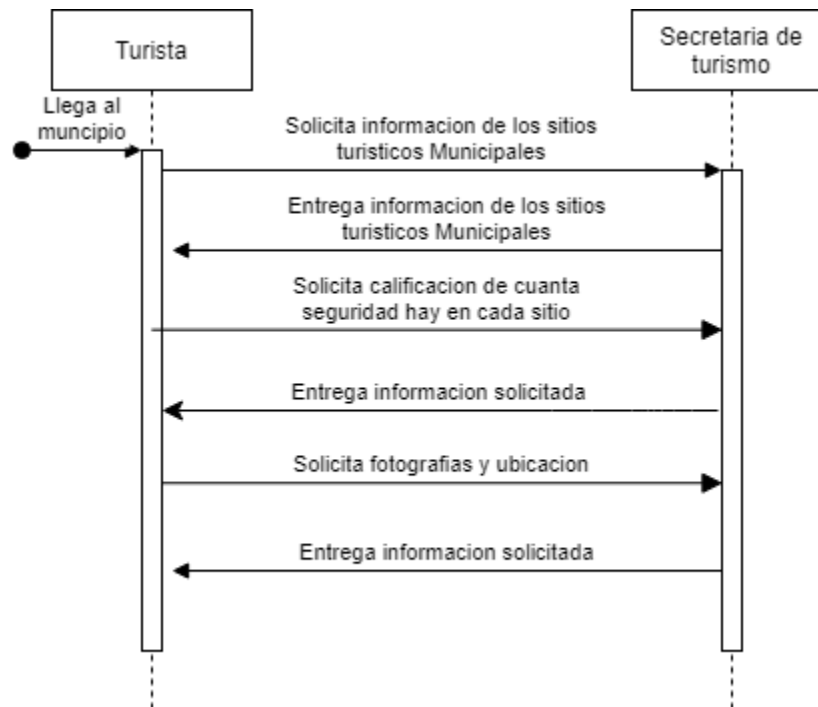 Turista
Secretaria de
turismo
Llega al
muncipio
Solicita informacion de los sitios
turisticos Municipales
Entrega informacion de los sitios
turisticos Municipales
Solicita calificacion de cuanta
seguridad hay en cada sitio
Entrega informacion solicitada
Solicita fotografias y ubicacion
Entrega informacion solicitada